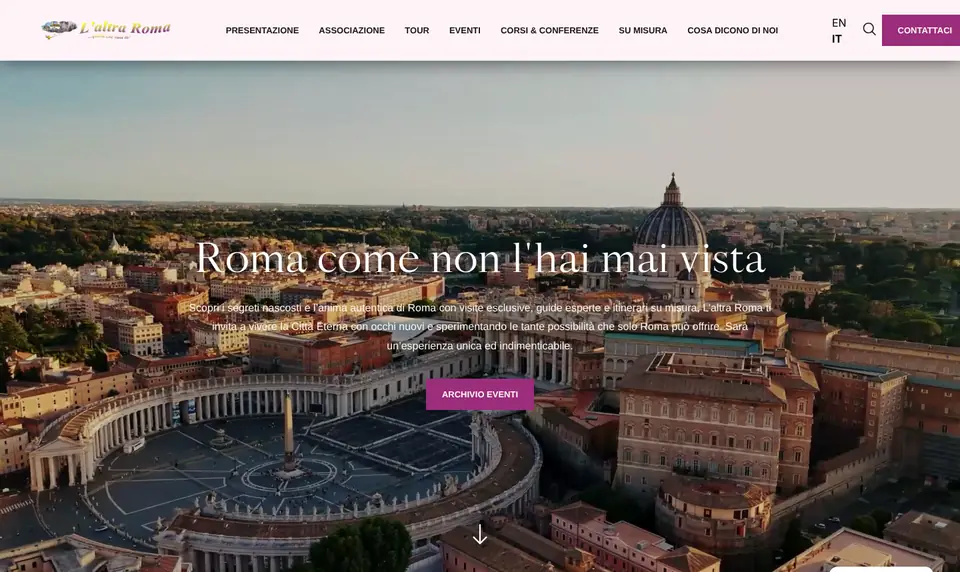 L'altra Roma
PRESENTAZIONE
ASSOCIAZIONE
TOUR
EVENTI
CORSI & CONFERENZE
SU MISURA
COSA DICONO DI NOI
EN
IT
CONTATTACI
Roma come non l'hai mai vista
Scopri i segreti nascosti e l'anima autentica di Roma con visite esclusive, guide esperte e itinerari su misura. L'altra Roma ti
invita a vivere la Città Eterna con occhi nuovi e sperimentando le tante possibilità che solo Roma può offrire. Sarà
un'esperienza unica ed indimenticabile.
ARCHIVIO EVENTI